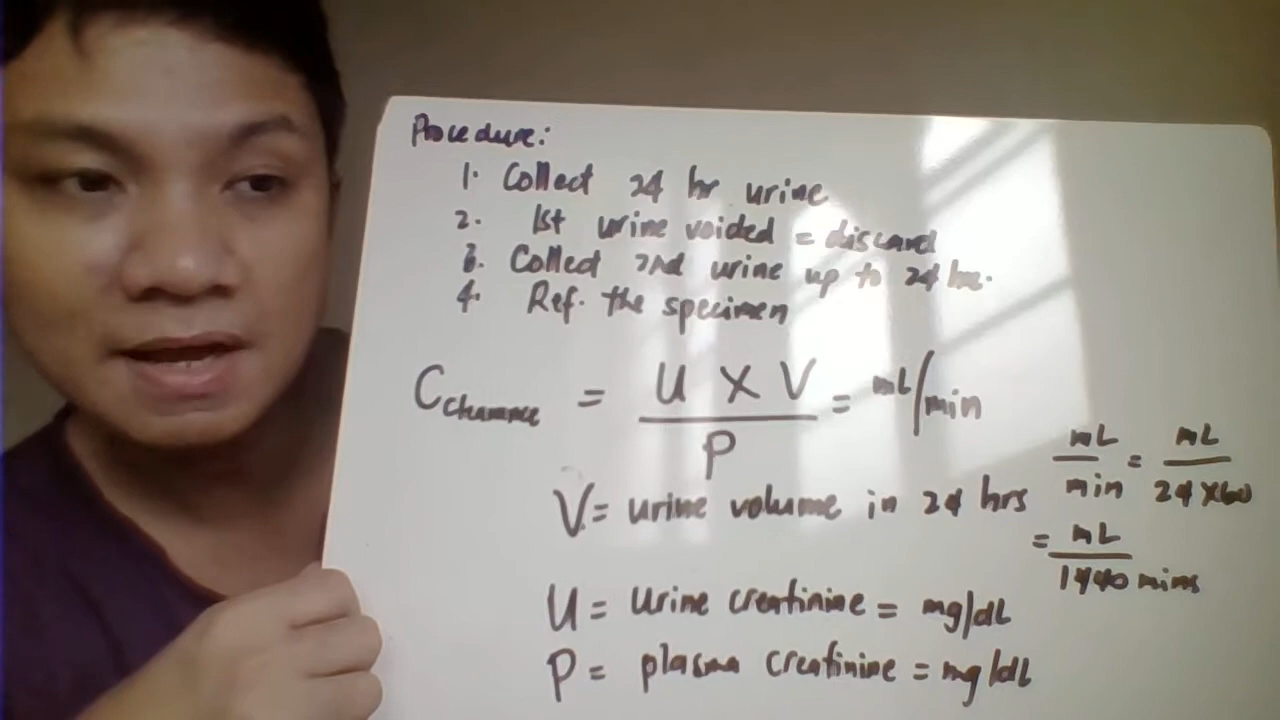 Procedure:
1. Collect 24 hr urine
2. 1st urine voided = discard
3. Collect 2nd urine up to 24 hr.
4. Ref. the specimen
C clearance = U X V / P = mL/min
mL/min = mL/24 x 60
V = urine volume in 24 hrs
= mL/1440 mins
U = urine creatinine = mg/dL
P = plasma creatinine = mg/dL